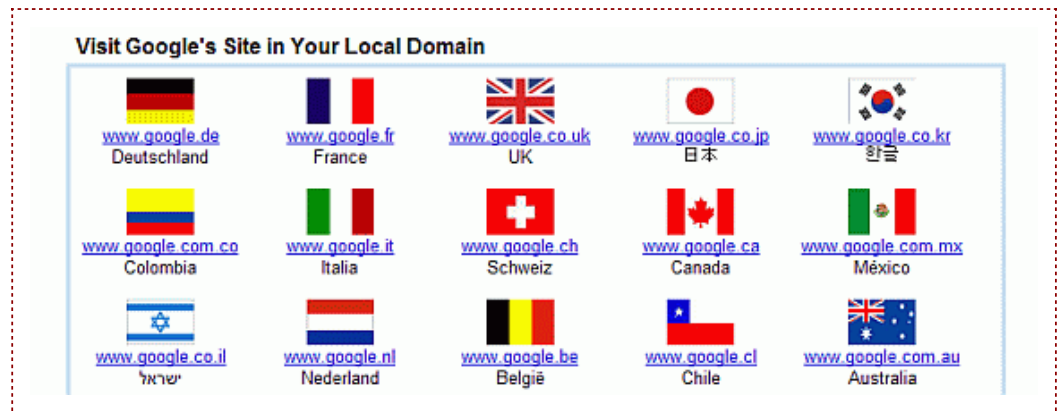 Visit Google's Site in Your Local Domain
www.google.de www.google.fr www.google.co.uk www.google.co.jp www.google.co.kr
Deutschland France UK 日本 한글
www.google.com.co www.google.it www.google.ch www.google.ca www.google.com.mx
Colombia Italia Schweiz Canada México
www.google.co.il www.google.nl www.google.be www.google.cl www.google.com.au
ישראל Nederland België Chile Australia